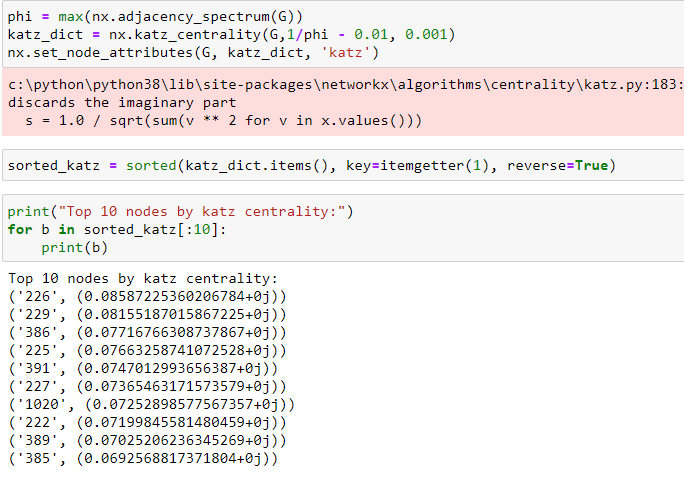 phi = max(nx.adjacency_spectrum(G))
katz_dict = nx.katz_centrality(G,1/phi - 0.01, 0.001)
nx.set_node_attributes(G, katz_dict, 'katz')
c:\python\python38\lib\site-packages\networkx\algorithms\centrality\katz.py:183:
discards the imaginary part
  s = 1.0 / sqrt(sum(v ** 2 for v in x.values()))
sorted_katz = sorted(katz_dict.items(), key=itemgetter(1), reverse=True)
print("Top 10 nodes by katz centrality:")
for b in sorted_katz[:10]:
    print(b)
Top 10 nodes by katz centrality:
('226', (0.08587225360206784+0j))
('229', (0.08155187015867225+0j))
('386', (0.07716766308737867+0j))
('225', (0.07663258741072528+0j))
('391', (0.0747012993656387+0j))
('227', (0.07365463171573579+0j))
('1020', (0.07252898577567357+0j))
('222', (0.07199845581480459+0j))
('389', (0.07025206236345269+0j))
('385', (0.0692568817371804+0j))